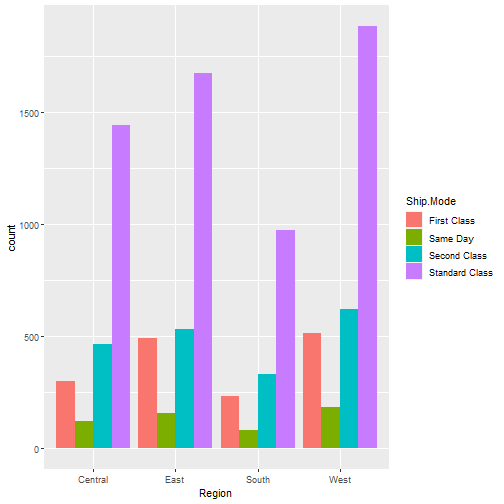 1500
1000
500
0
count
Central
East
South
West
Region
Ship.Mode
First Class
Same Day
Second Class
Standard Class